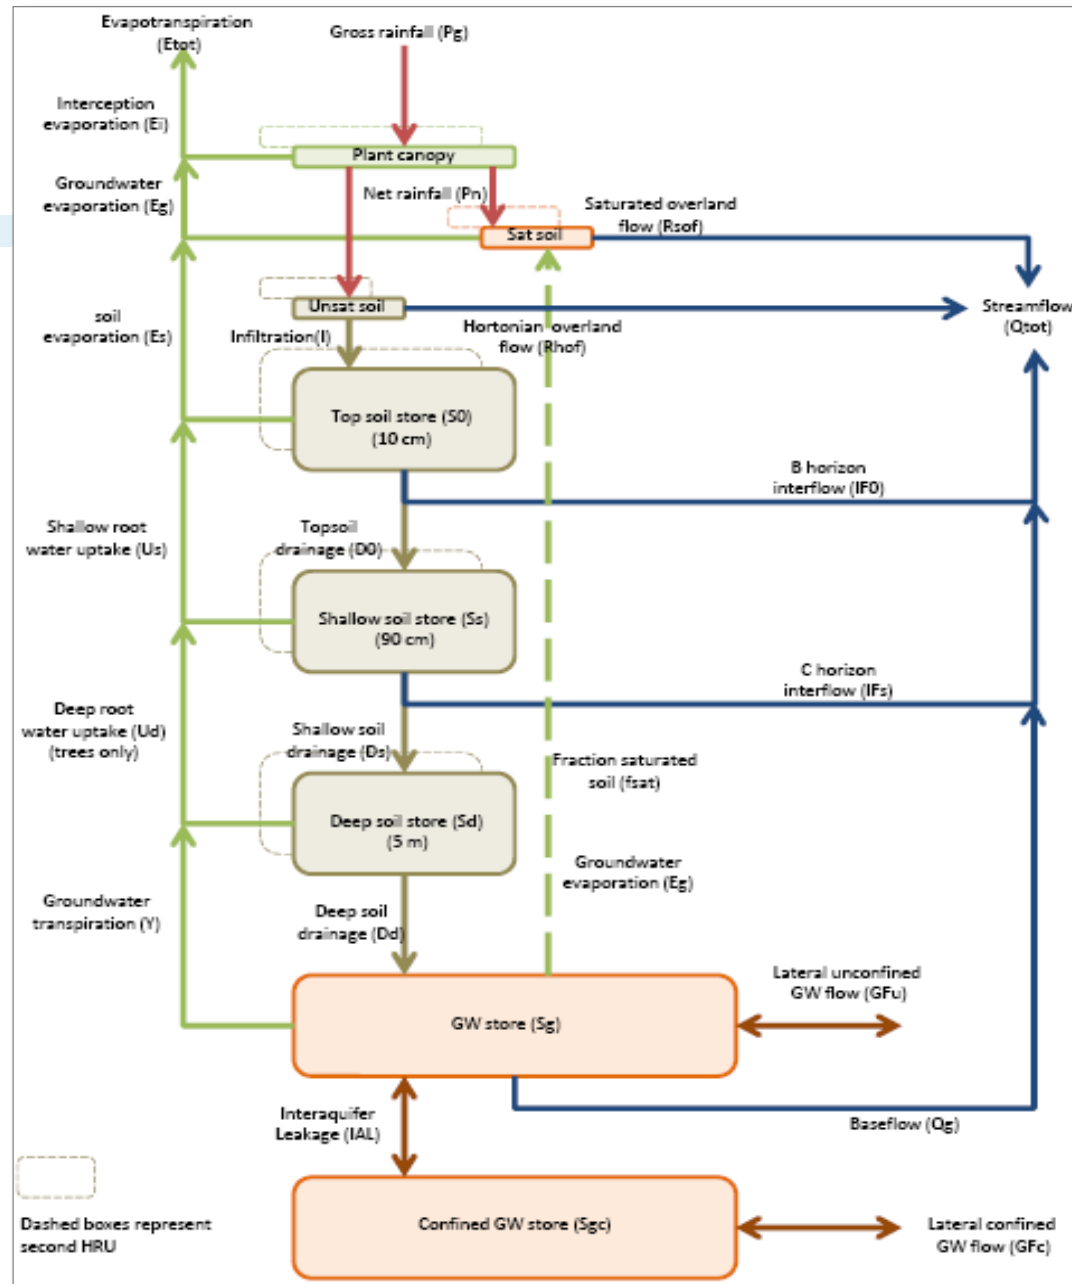 Evapotranspiration
(Etot)
Gross rainfall (Pg)
Interception
evaporation (Ei)
Plant canopy
Groundwater
evaporation (Eg)
Net rainfall (Pn)
Saturated overland
flow (Rsof)
Sat soil
soil
evaporation (Es)
Unsat soil
Streamflow
(Qtot)
Infiltration(I)
Hortonian overland
flow (Rhof)
Top soil store (S0)
(10 cm)
B horizon
interflow (IF0)
Shallow root
water uptake (Us)
Topsoil
drainage (D0)
Shallow soil store (Ss)
(90 cm)
C horizon
interflow (IFs)
Deep root
water uptake (Ud)
(trees only)
Shallow soil
drainage (Ds)
Fraction saturated
soil (fsat)
Deep soil store (Sd)
(5 m)
Groundwater
evaporation (Eg)
Groundwater
transpiration (Y)
Deep soil
drainage (Dd)
Lateral unconfined
GW flow (GFu)
GW store (Sg)
Interaquifer
Leakage (IAL)
Baseflow (Qg)
Dashed boxes represent
second HRU
Confined GW store (Sgc)
Lateral confined
GW flow (GFc)